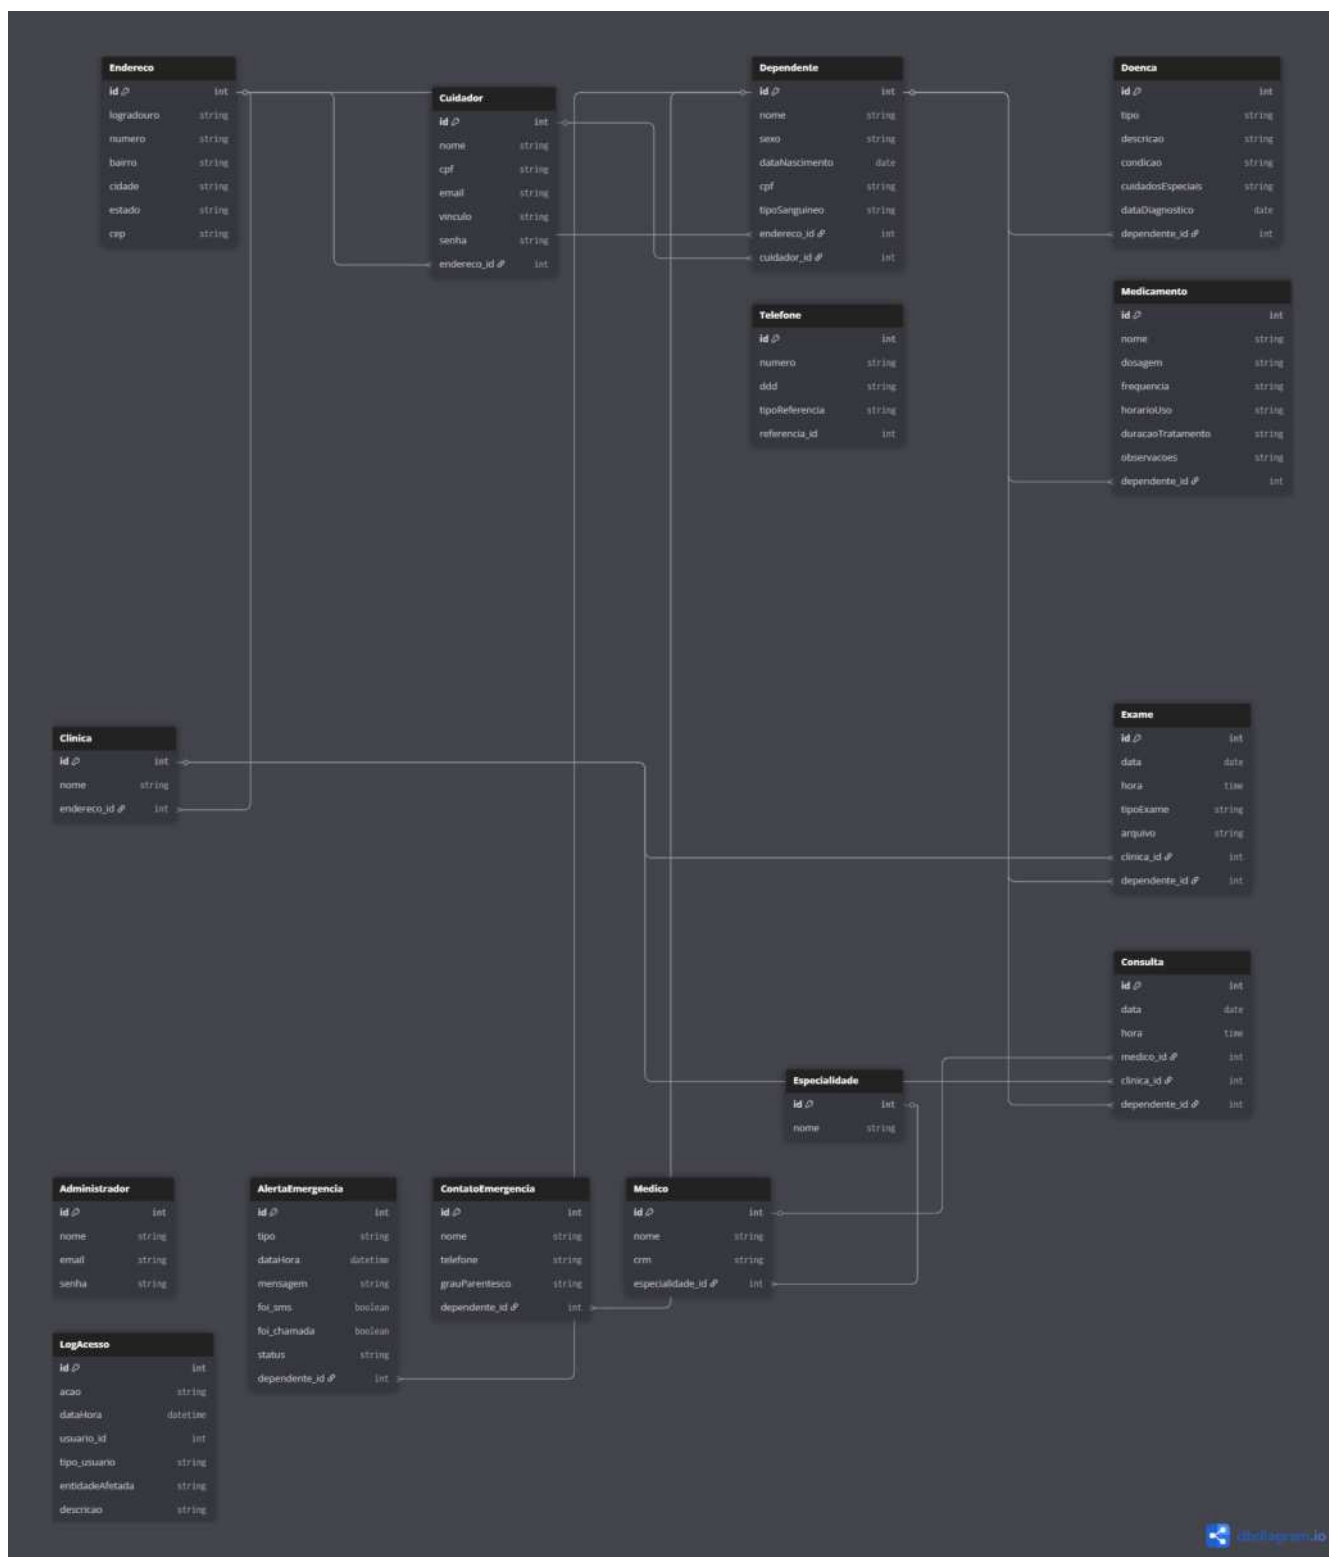 Endereco
id int
logradouro string
numero string
bairro string
cidade string
estado string
cep string
Cuidador
id int
nome string
cpf string
email string
vinculo string
senha string
endereco_id int
Dependente
id int
nome string
sexo string
dataNascimento date
cpf string
tipoSanguineo string
endereco_id int
cuidador_id int
Doenca
id int
tipo string
descricao string
condicao string
cuidadosEspeciais string
dataDiagnostico date
dependente_id int
Telefone
id int
numero string
ddd string
tipoReferencia string
referencia_id int
Medicamento
id int
nome string
dosagem string
frequencia string
horarioUso string
duracaoTratamento string
observacoes string
dependente_id int
Clinica
id int
nome string
endereco_id int
Exame
id int
data date
hora time
tipoExame string
arquivo string
clinica_id int
dependente_id int
Consulta
id int
data date
hora time
medico_id int
clinica_id int
dependente_id int
Especialidade
id int
nome string
Administrador
id int
nome string
email string
senha string
AlertaEmergencia
id int
tipo string
dataHora datetime
mensagem string
foi_sms boolean
foi_chamada boolean
status string
dependente_id int
ContatoEmergencia
id int
nome string
telefone string
grauParentesco string
dependente_id int
Medico
id int
nome string
crm string
especialidade_id int
LogAcesso
id int
acao string
dataHora datetime
usuario_id int
tipo_usuario string
entidadeAfetada string
descricao string
dbdiagram.io